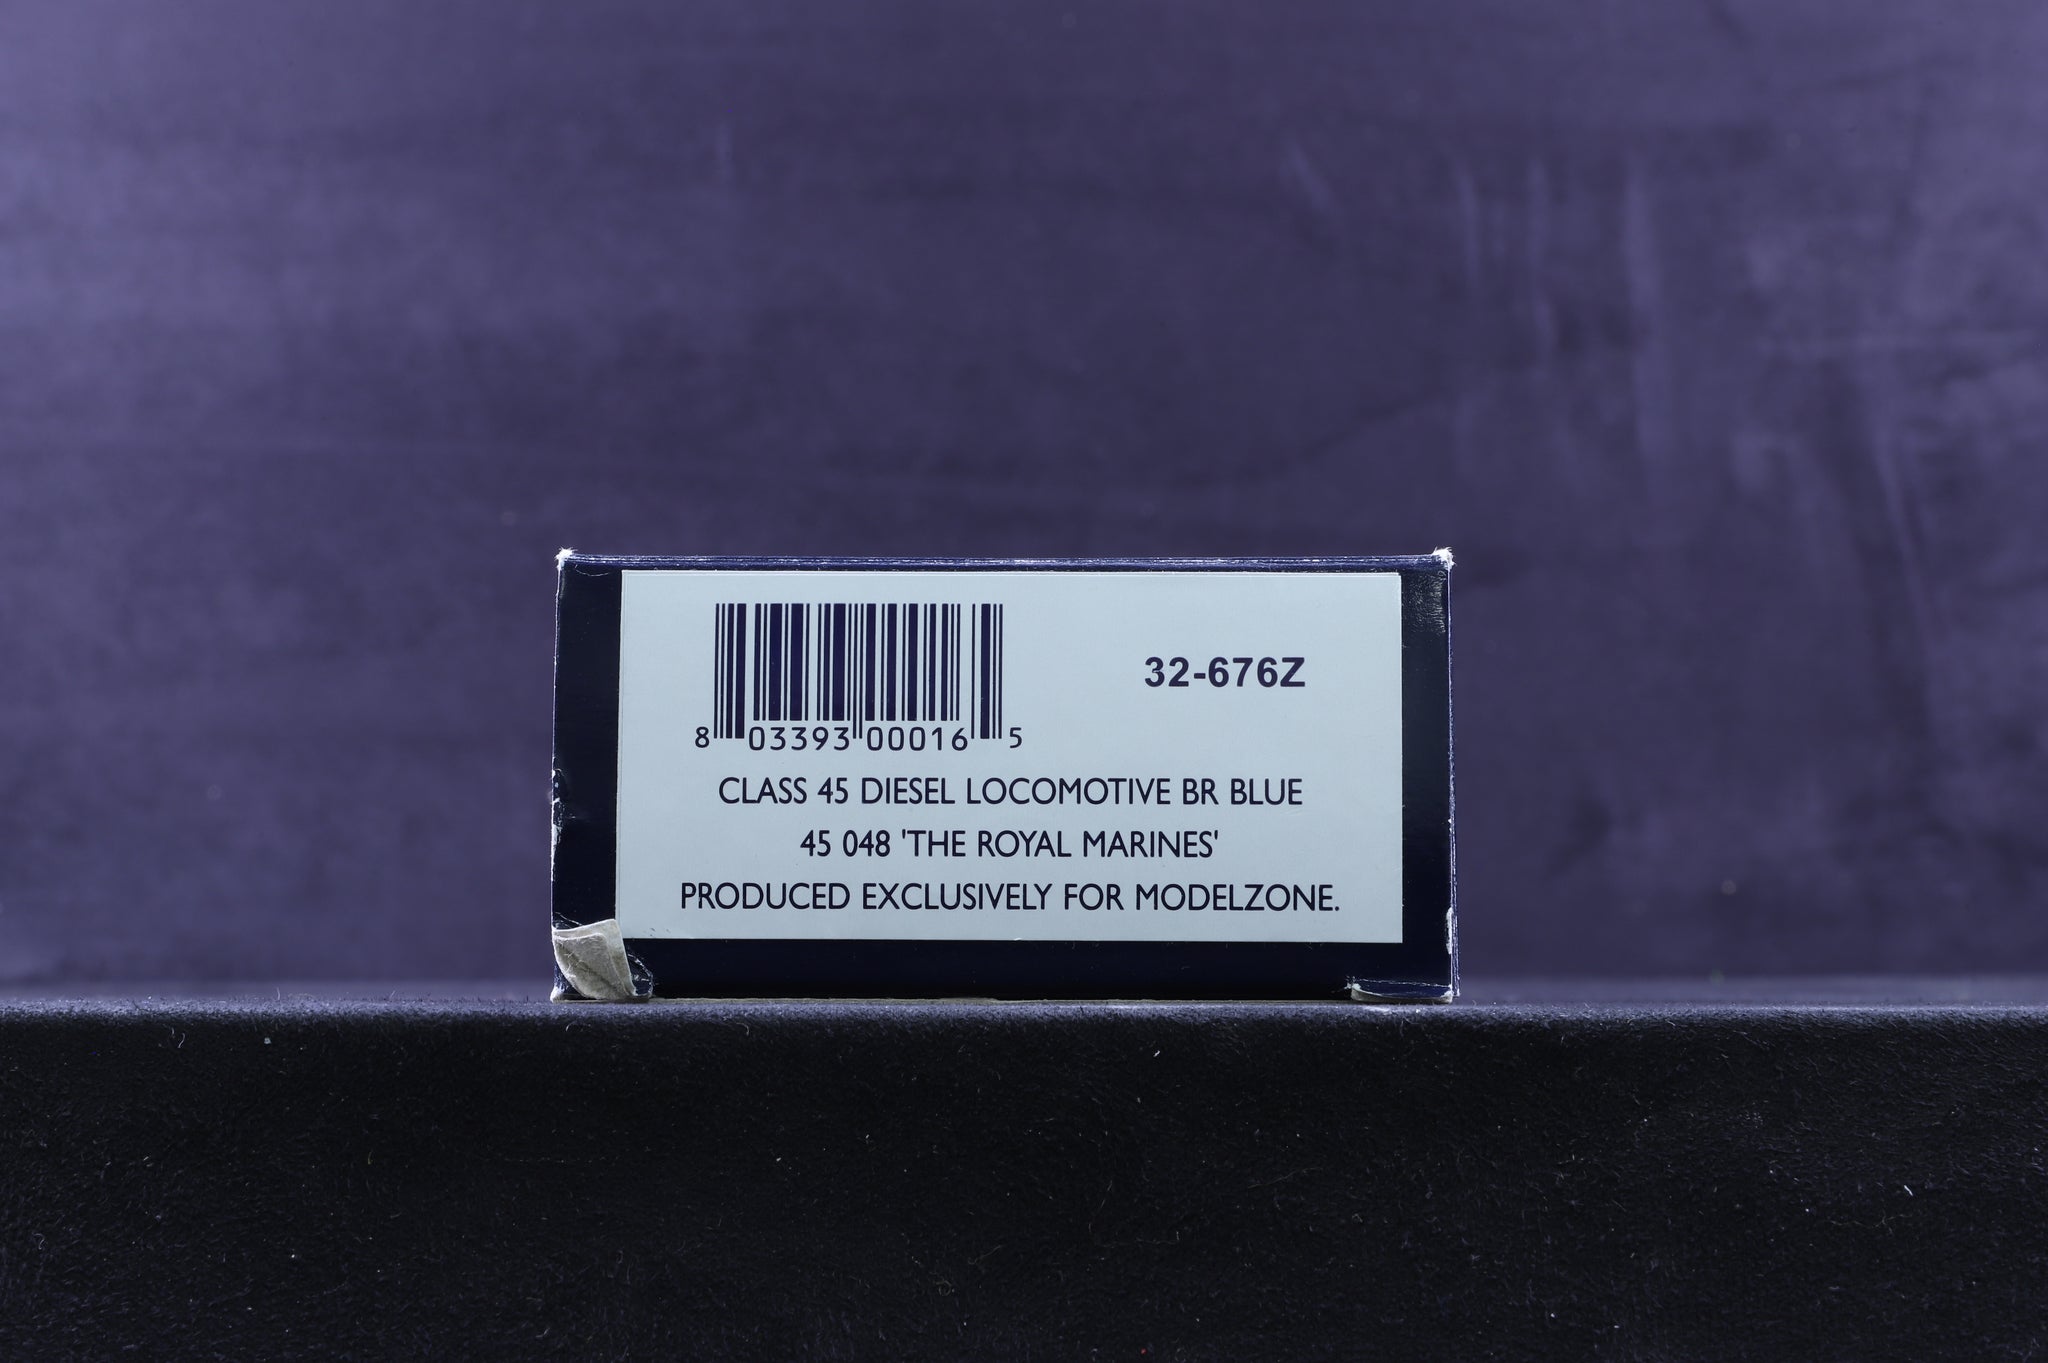 32-676Z
8 03393 00016 5
CLASS 45 DIESEL LOCOMOTIVE BR BLUE
45 048 'THE ROYAL MARINES'
PRODUCED EXCLUSIVELY FOR MODELZONE.